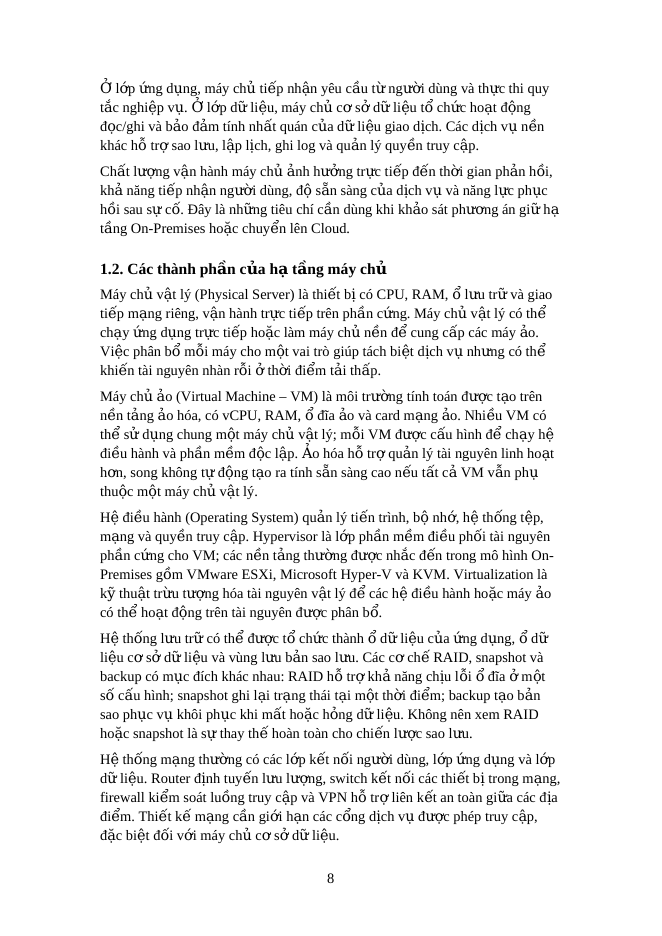 Ở lớp ứng dụng, máy chủ tiếp nhận yêu cầu từ người dùng và thực thi quy
tắc nghiệp vụ. Ở lớp dữ liệu, máy chủ cơ sở dữ liệu tổ chức hoạt động
đọc/ghi và bảo đảm tính nhất quán của dữ liệu giao dịch. Các dịch vụ nền
khác hỗ trợ sao lưu, lập lịch, ghi log và quản lý quyền truy cập.
Chất lượng vận hành máy chủ ảnh hưởng trực tiếp đến thời gian phản hồi,
khả năng tiếp nhận người dùng, độ sẵn sàng của dịch vụ và năng lực phục
hồi sau sự cố. Đây là những tiêu chí cần dùng khi khảo sát phương án giữ hạ
tầng On-Premises hoặc chuyển lên Cloud.
1.2. Các thành phần của hạ tầng máy chủ
Máy chủ vật lý (Physical Server) là thiết bị có CPU, RAM, ổ lưu trữ và giao
tiếp mạng riêng, vận hành trực tiếp trên phần cứng. Máy chủ vật lý có thể
chạy ứng dụng trực tiếp hoặc làm máy chủ nền để cung cấp các máy ảo.
Việc phân bổ mỗi máy cho một vai trò giúp tách biệt dịch vụ nhưng có thể
khiến tài nguyên nhàn rỗi ở thời điểm tải thấp.
Máy chủ ảo (Virtual Machine – VM) là môi trường tính toán được tạo trên
nền tảng ảo hóa, có vCPU, RAM, ổ đĩa ảo và card mạng ảo. Nhiều VM có
thể sử dụng chung một máy chủ vật lý; mỗi VM được cấu hình để chạy hệ
điều hành và phần mềm độc lập. Ảo hóa hỗ trợ quản lý tài nguyên linh hoạt
hơn, song không tự động tạo ra tính sẵn sàng cao nếu tất cả VM vẫn phụ
thuộc một máy chủ vật lý.
Hệ điều hành (Operating System) quản lý tiến trình, bộ nhớ, hệ thống tệp,
mạng và quyền truy cập. Hypervisor là lớp phần mềm điều phối tài nguyên
phần cứng cho VM; các nền tảng thường được nhắc đến trong mô hình On-
Premises gồm VMware ESXi, Microsoft Hyper-V và KVM. Virtualization là
kỹ thuật trừu tượng hóa tài nguyên vật lý để các hệ điều hành hoặc máy ảo
có thể hoạt động trên tài nguyên được phân bổ.
Hệ thống lưu trữ có thể được tổ chức thành ổ dữ liệu của ứng dụng, ổ dữ
liệu cơ sở dữ liệu và vùng lưu bản sao lưu. Các cơ chế RAID, snapshot và
backup có mục đích khác nhau: RAID hỗ trợ khả năng chịu lỗi ổ đĩa ở một
số cấu hình; snapshot ghi lại trạng thái tại một thời điểm; backup tạo bản
sao phục vụ khôi phục khi mất hoặc hỏng dữ liệu. Không nên xem RAID
hoặc snapshot là sự thay thế hoàn toàn cho chiến lược sao lưu.
Hệ thống mạng thường có các lớp kết nối người dùng, lớp ứng dụng và lớp
dữ liệu. Router định tuyến lưu lượng, switch kết nối các thiết bị trong mạng,
firewall kiểm soát luồng truy cập và VPN hỗ trợ liên kết an toàn giữa các địa
điểm. Thiết kế mạng cần giới hạn các cổng dịch vụ được phép truy cập,
đặc biệt đối với máy chủ cơ sở dữ liệu.
8